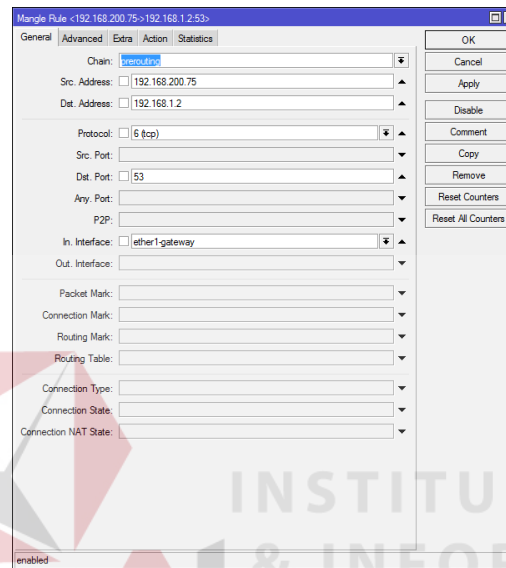 Mangle Rule <192.168.200.75->192.168.1.2:53>
General Advanced Extra Action Statistics
Chain: prerouting
Src. Address: 192.168.200.75
Dst. Address: 192.168.1.2
Protocol: 6 (tcp)
Src. Port:
Dst. Port: 53
Any. Port:
P2P:
In. Interface: ether1-gateway
Out. Interface:
Packet Mark:
Connection Mark:
Routing Mark:
Routing Table:
Connection Type:
Connection State:
Connection NAT State:
enabled
OK
Cancel
Apply
Disable
Comment
Copy
Remove
Reset Counters
Reset All Counters
INSTITU
& INFOR